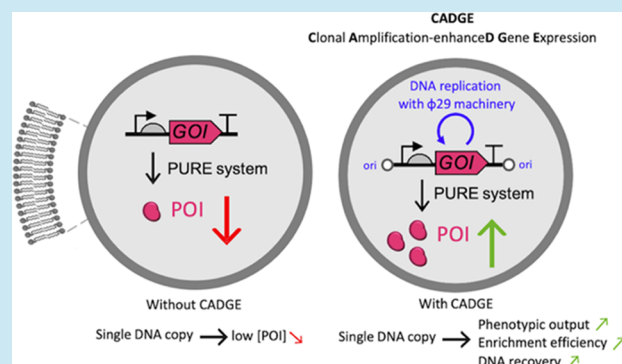 CADGE
Clonal Amplification-enhanceD Gene Expression
GOI
PURE system
POI
Without CADGE
Single DNA copy low [POI]
DNA replication
with ϕ29 machinery
ori
GOI
ori
PURE system
POI
With CADGE
Single DNA copy
Phenotypic output
Enrichment efficiency
DNA recovery